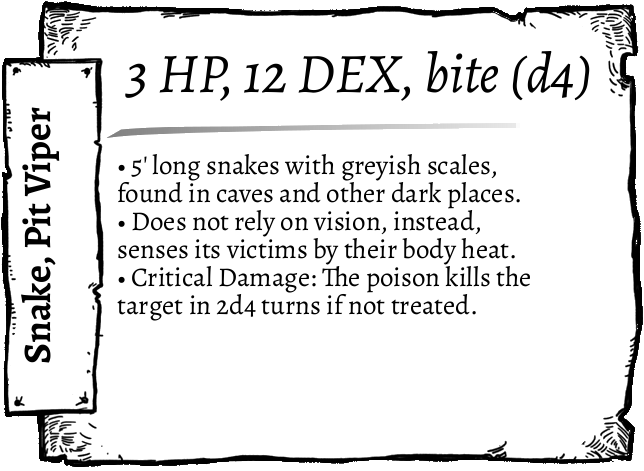 Snake, Pit Viper
3 HP, 12 DEX, bite (d4)
• 5' long snakes with greyish scales,
found in caves and other dark places.
• Does not rely on vision, instead,
senses its victims by their body heat.
• Critical Damage: The poison kills the
target in 2d4 turns if not treated.